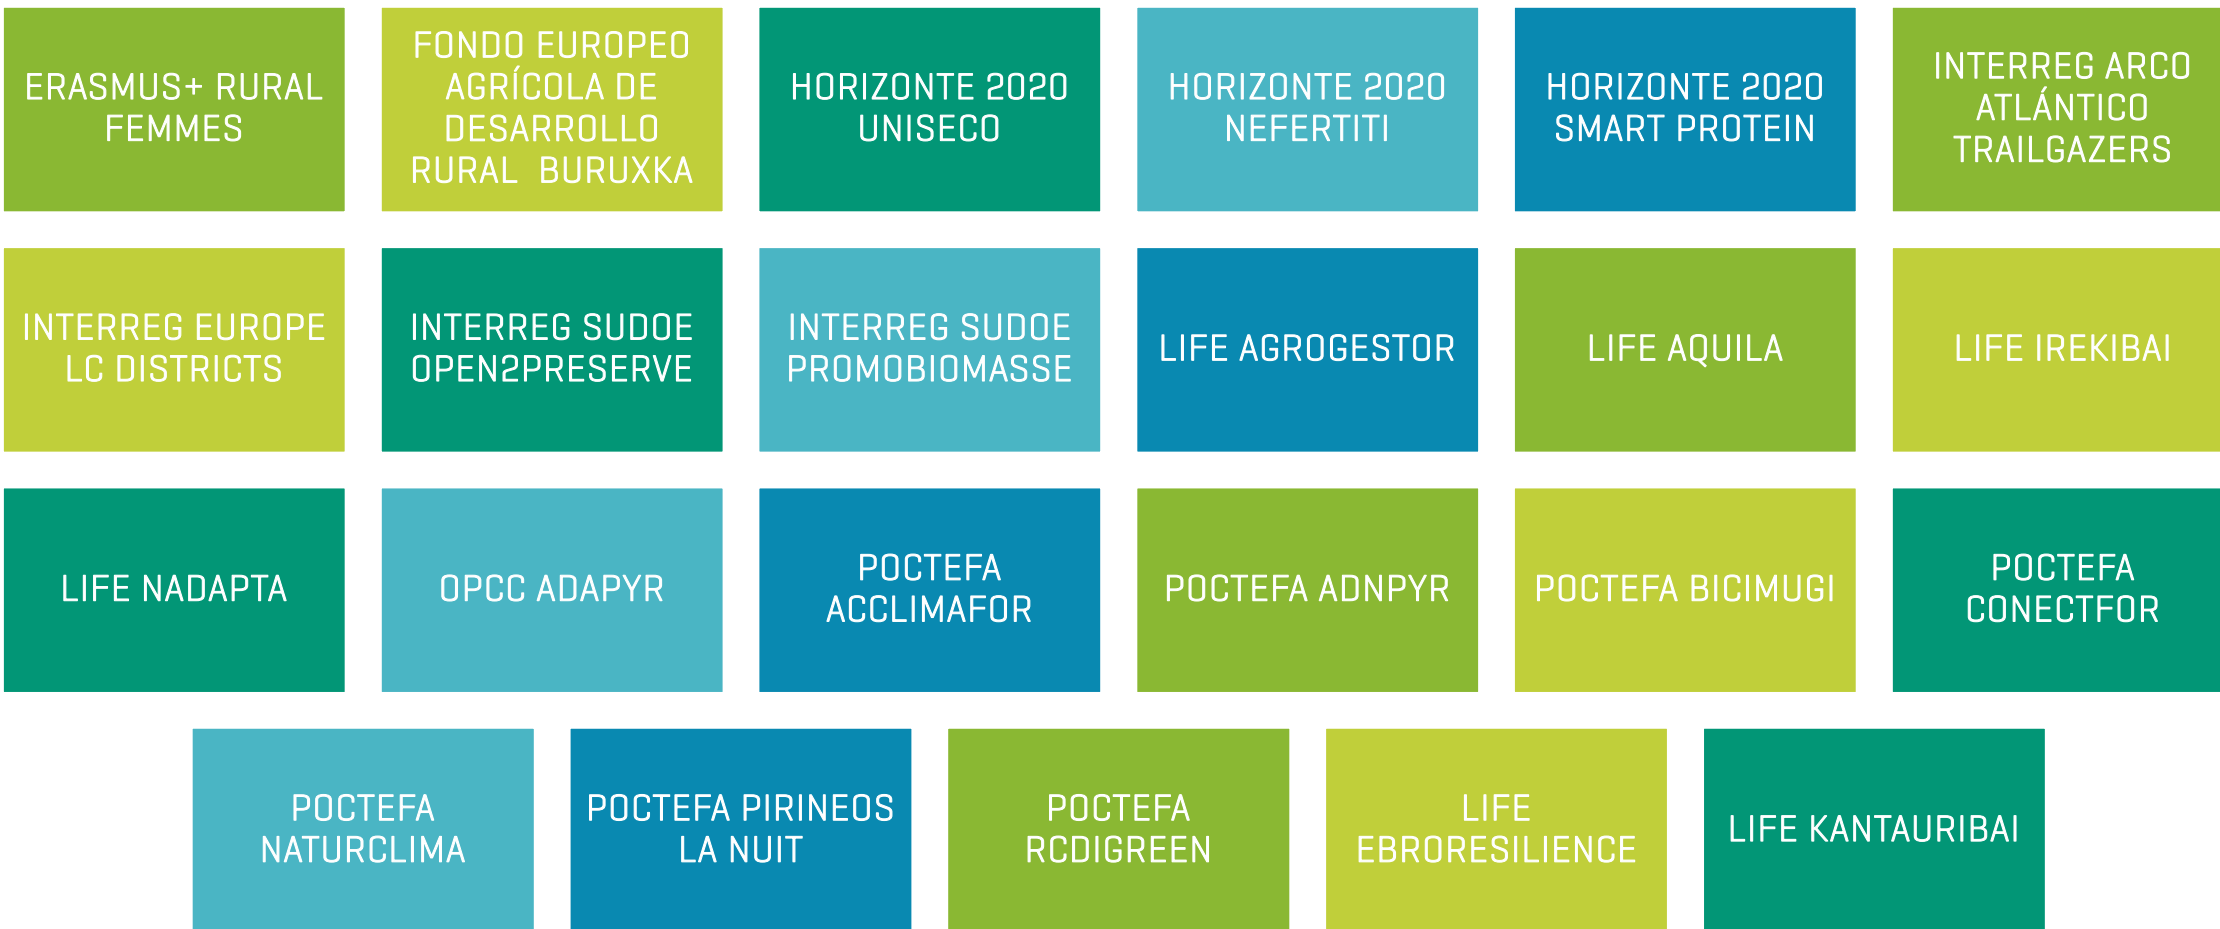 ERASMUS+ RURAL
FEMMES
FONDO EUROPEO
AGRÍCOLA DE
DESARROLLO
RURAL  BURUXKA
HORIZONTE 2020
UNISECO
HORIZONTE 2020
NEFERTITI
HORIZONTE 2020
SMART PROTEIN
INTERREG ARCO
ATLÁNTICO
TRAILGAZERS
INTERREG EUROPE
LC DISTRICTS
INTERREG SUDOE
OPEN2PRESERVE
INTERREG SUDOE
PROMOBIOMASSE
LIFE AGROGESTOR
LIFE AQUILA
LIFE IREKIBAI
LIFE NADAPTA
OPCC ADAPYR
POCTEFA
ACCLIMAFOR
POCTEFA ADNPYR
POCTEFA BICIMUGI
POCTEFA
CONECTFOR
POCTEFA
NATURCLIMA
POCTEFA PIRINEOS
LA NUIT
POCTEFA
RCDIGREEN
LIFE
EBRORESILIENCE
LIFE KANTAURIBAI